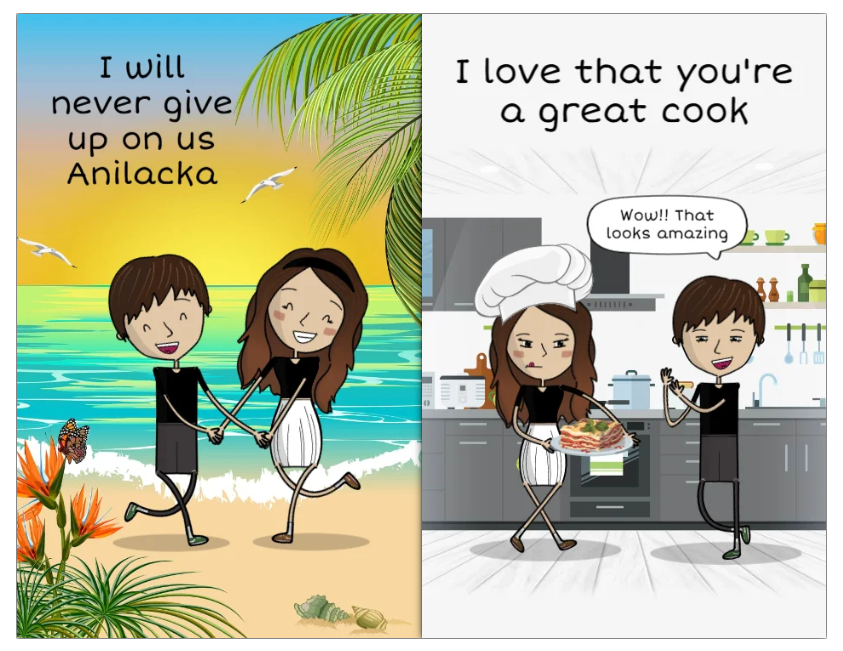 I will
never give
up on us
Anilacka
I love that you're
a great cook
Wow!! That
looks amazing